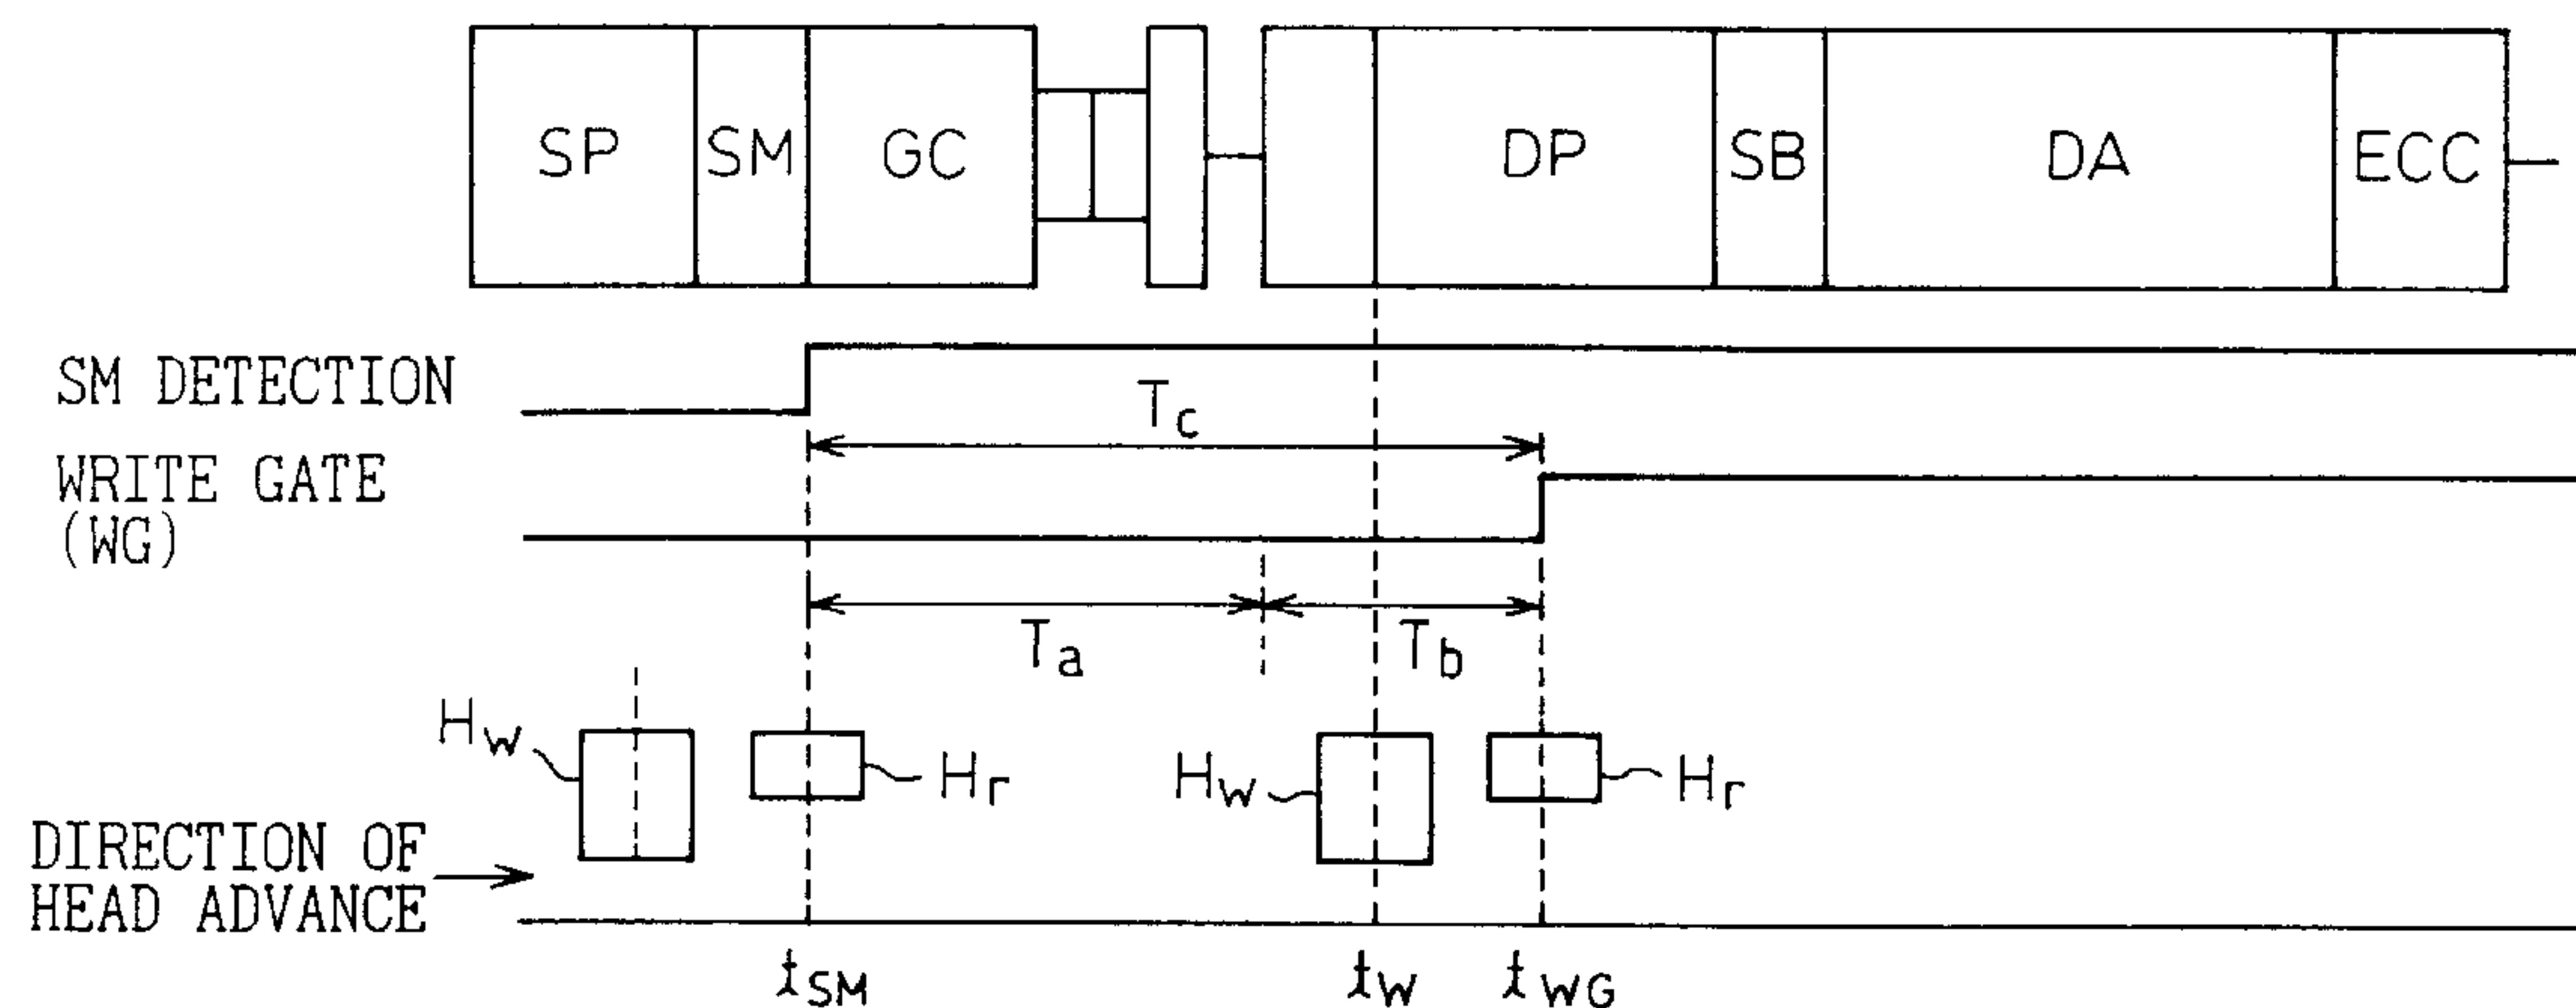 SP SM GC DP SB DA ECC
SM DETECTION
Tc
WRITE GATE
(WG)
Ta Tb
Hw Hr Hw Hr
DIRECTION OF
HEAD ADVANCE
tSM tW tWG